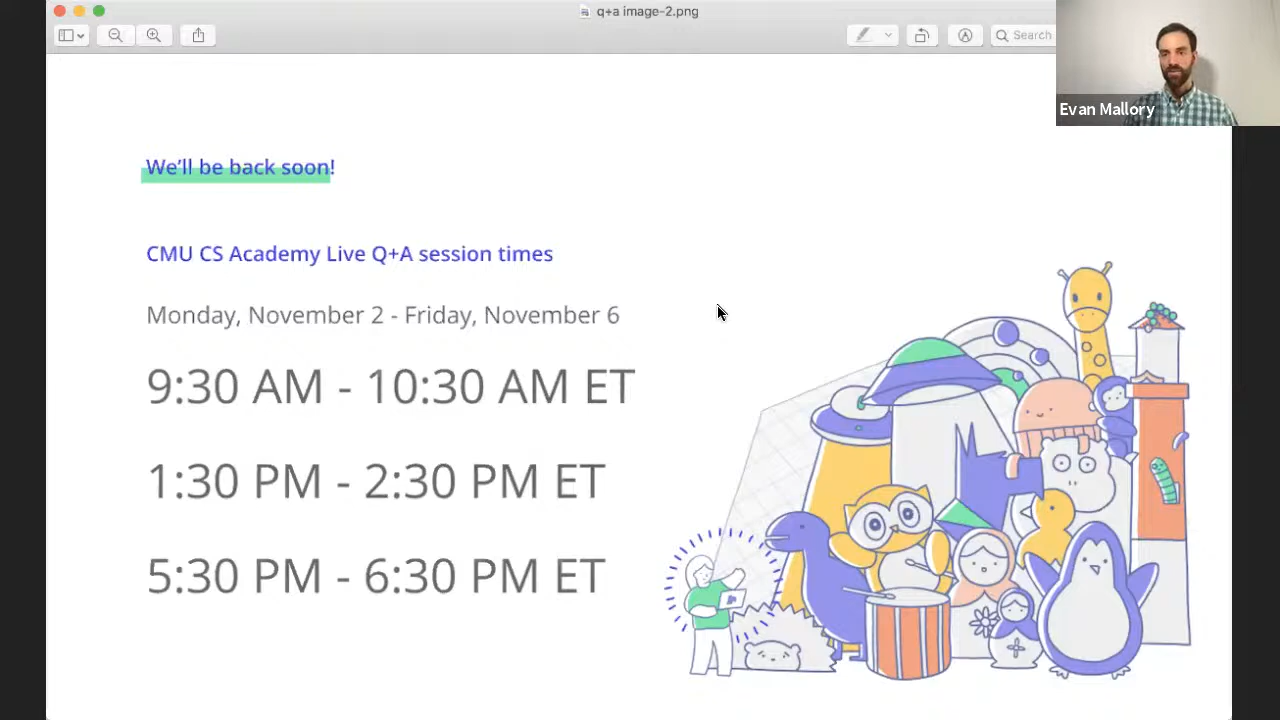 q+a image-2.png
Search
Evan Mallory
We'll be back soon!
CMU CS Academy Live Q+A session times
Monday, November 2 - Friday, November 6
9:30 AM - 10:30 AM ET
1:30 PM - 2:30 PM ET
5:30 PM - 6:30 PM ET